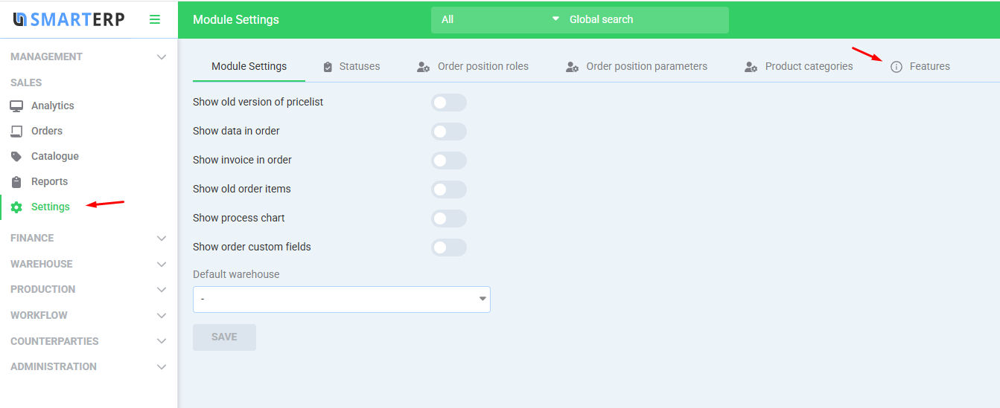 SMARTERP
Module Settings
All
Global search
MANAGEMENT
SALES
Analytics
Orders
Catalogue
Reports
Settings
FINANCE
WAREHOUSE
PRODUCTION
WORKFLOW
COUNTERPARTIES
ADMINISTRATION
Module Settings
Statuses
Order position roles
Order position parameters
Product categories
Features
Show old version of pricelist
Show data in order
Show invoice in order
Show old order items
Show process chart
Show order custom fields
Default warehouse
-
SAVE